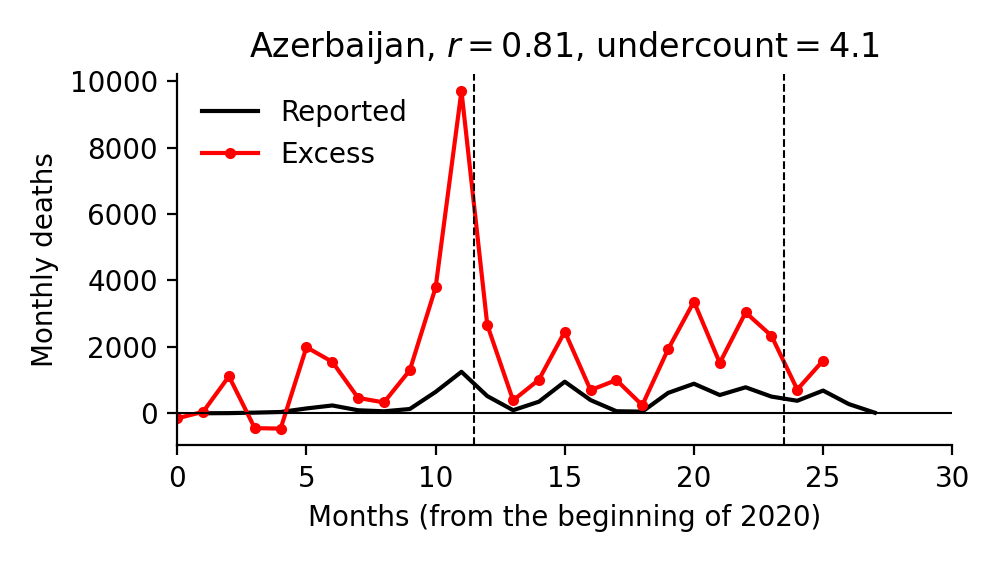 Azerbaijan, r = 0.81, undercount = 4.1
10000
8000
6000
4000
2000
0
Monthly deaths
Reported
Excess
0 5 10 15 20 25 30
Months (from the beginning of 2020)